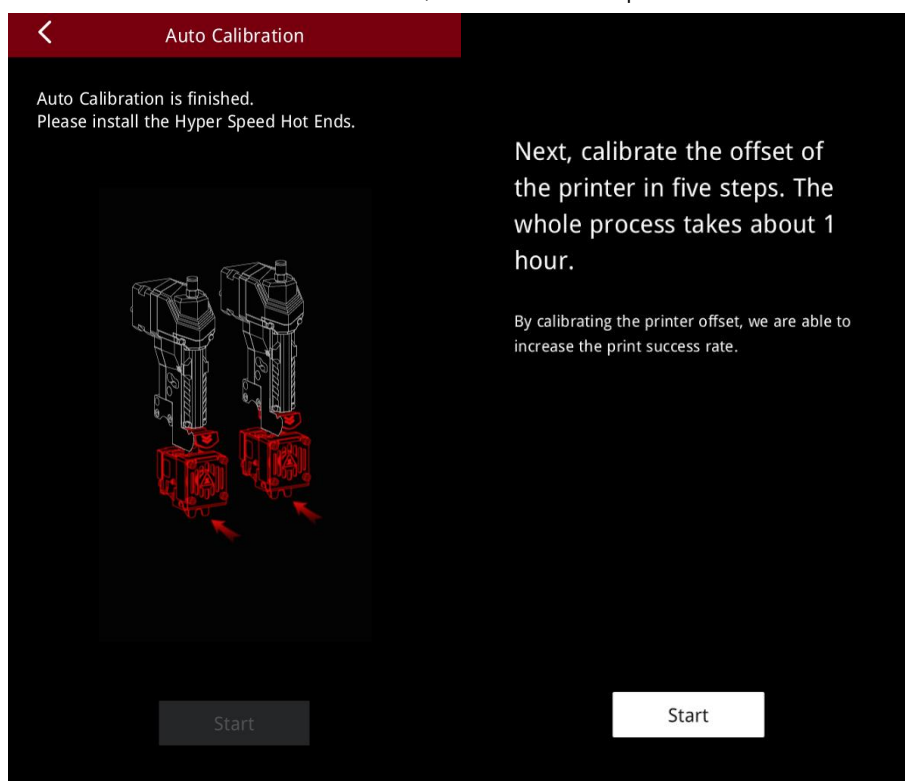 Auto Calibration
Auto Calibration is finished.
Please install the Hyper Speed Hot Ends.
Start
Next, calibrate the offset of
the printer in five steps. The
whole process takes about 1
hour.
By calibrating the printer offset, we are able to
increase the print success rate.
Start